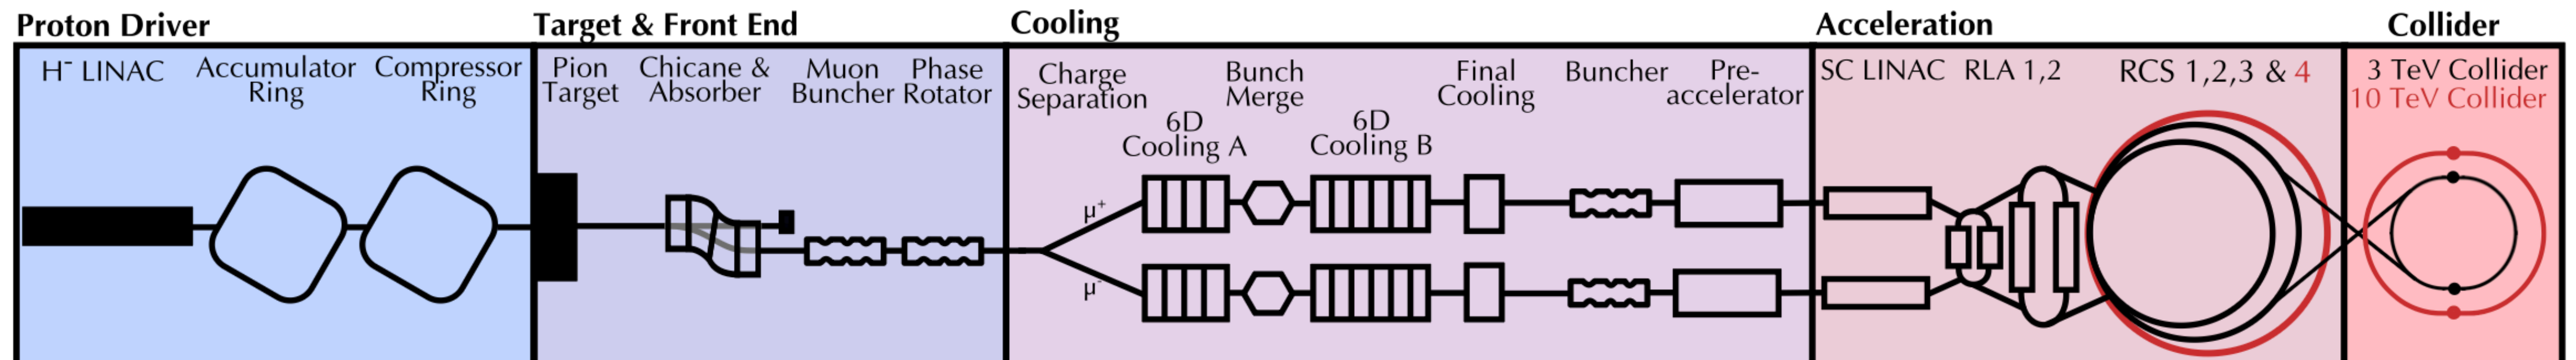 Proton Driver
Target & Front End
Cooling
Acceleration
Collider
H⁻ LINAC
Accumulator
Ring
Compressor
Ring
Pion
Target
Chicane &
Absorber
Muon
Buncher
Phase
Rotator
Charge
Separation
6D
Cooling A
Bunch
Merge
6D
Cooling B
Final
Cooling
Buncher
Pre-
accelerator
μ⁺
μ⁻
SC LINAC
RLA 1,2
RCS 1,2,3 & 4
3 TeV Collider
10 TeV Collider